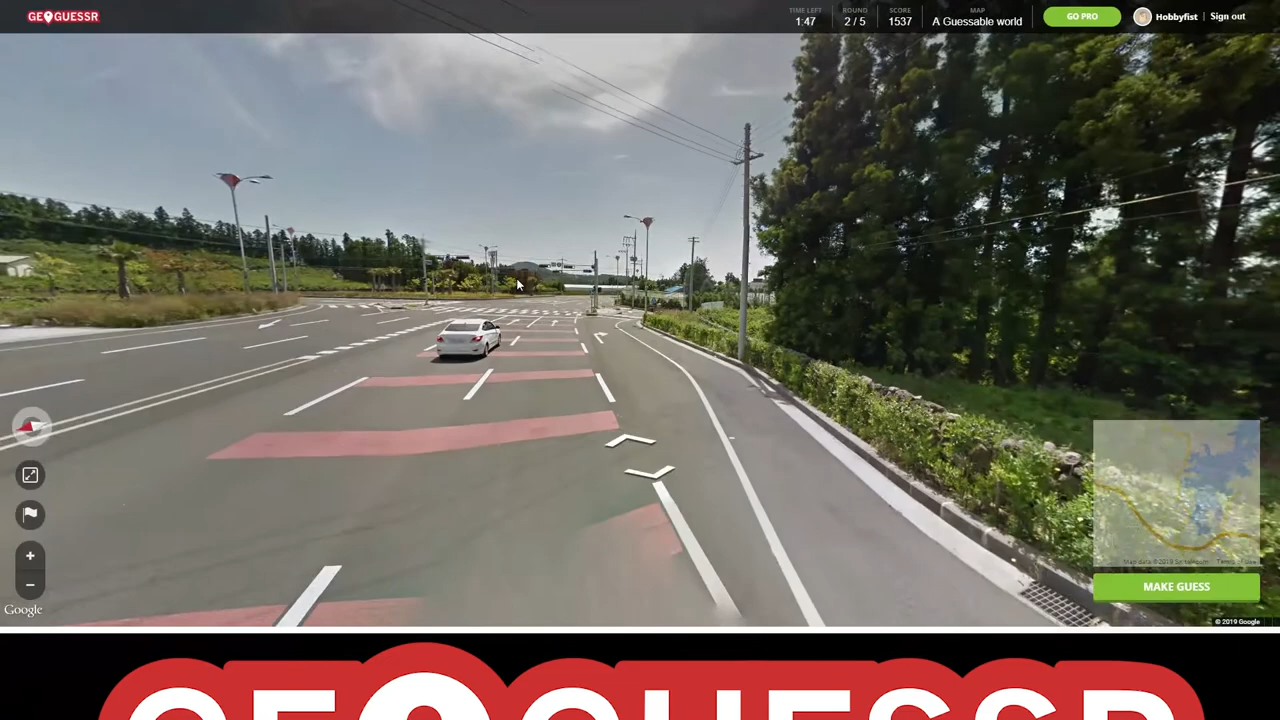 GEOGUESSR
TIME LEFT
1:47
ROUND
2 / 5
SCORE
1537
MAP
A Guessable world
GO PRO
Hobbyfist
Sign out
Google
MAKE GUESS
© 2019 Google
GEOGUESSR